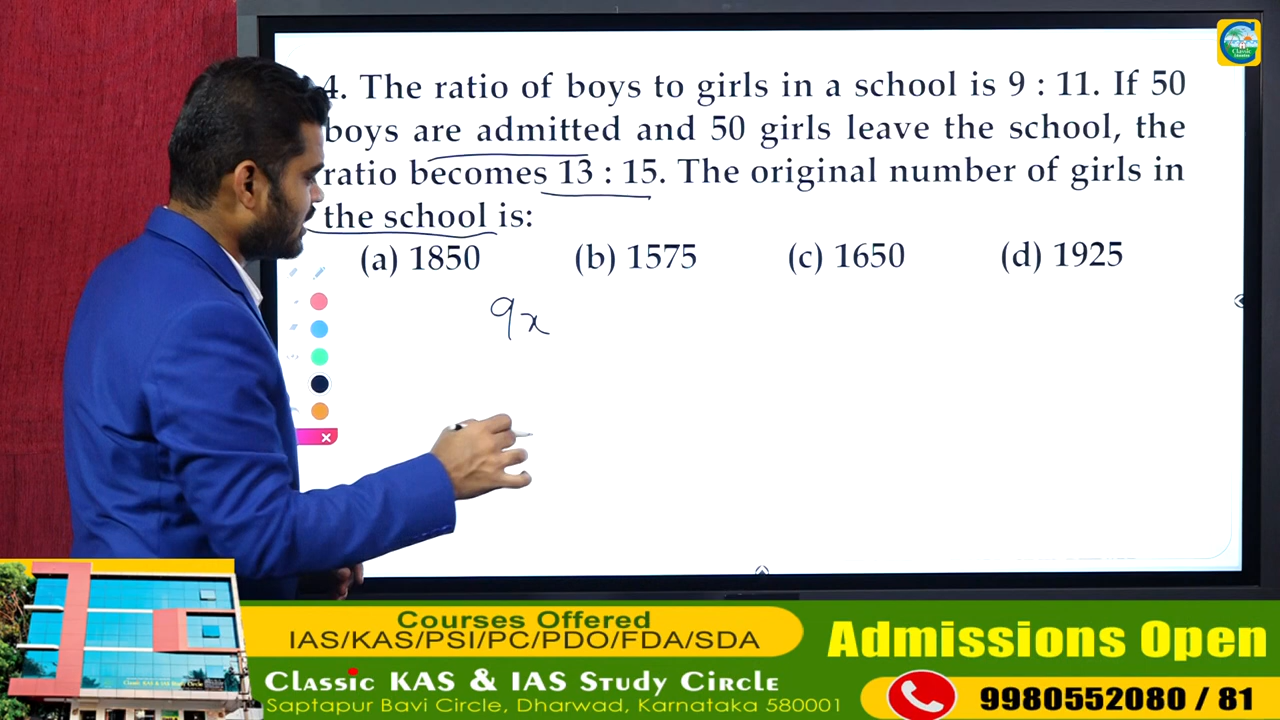 4. The ratio of boys to girls in a school is 9 : 11. If 50
boys are admitted and 50 girls leave the school, the
ratio becomes 13 : 15. The original number of girls in
the school is:
(a) 1850 (b) 1575 (c) 1650 (d) 1925
9x
Courses Offered
IAS/KAS/PSI/PC/PDO/FDA/SDA
Classic KAS & IAS Study Circle
Saptapur Bavi Circle, Dharwad, Karnataka 580001
Admissions Open
9980552080 / 81